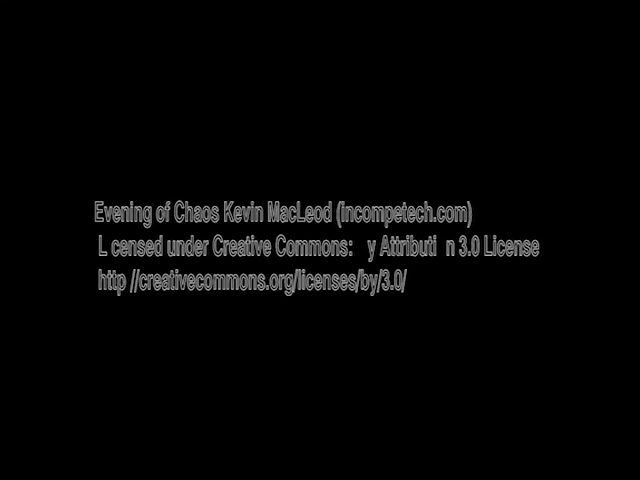 Evening of Chaos Kevin MacLeod (incompetech.com)
L censed under Creative Commons: y Attributi n 3.0 License
http //creativecommons.org/licenses/by/3.0/